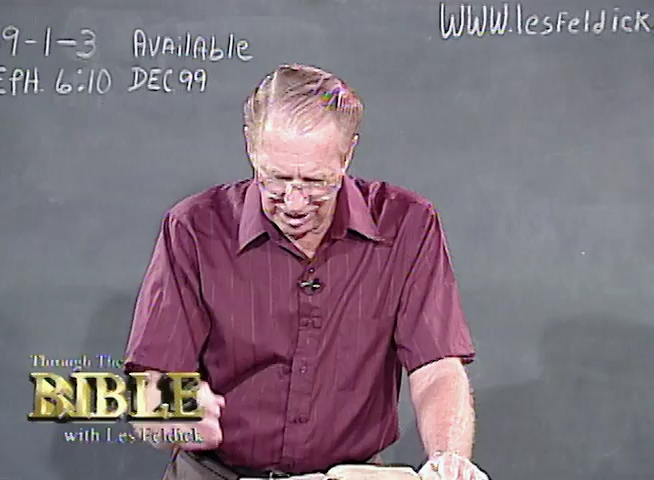 WWW.lesFeldick
9-1-3 AVAilABle
EPH. 6:10 DEC 99
Through The
BIBLE
with Les Feldick